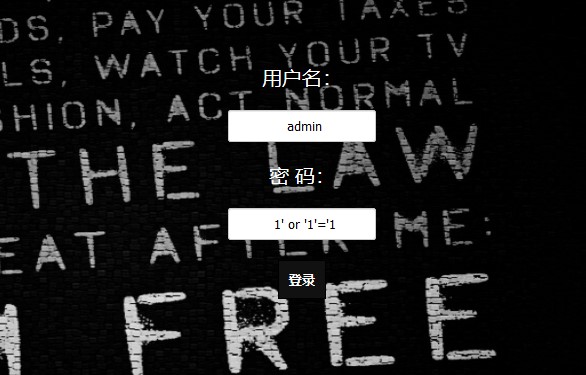 DS, PAY YOUR TAXES
LS, WATCH YOUR TV
用户名：
SHION, ACT NORMAL
admin
THE LAW
密 码：
1' or '1'='1
EAT AFTER ME:
登录
FREE